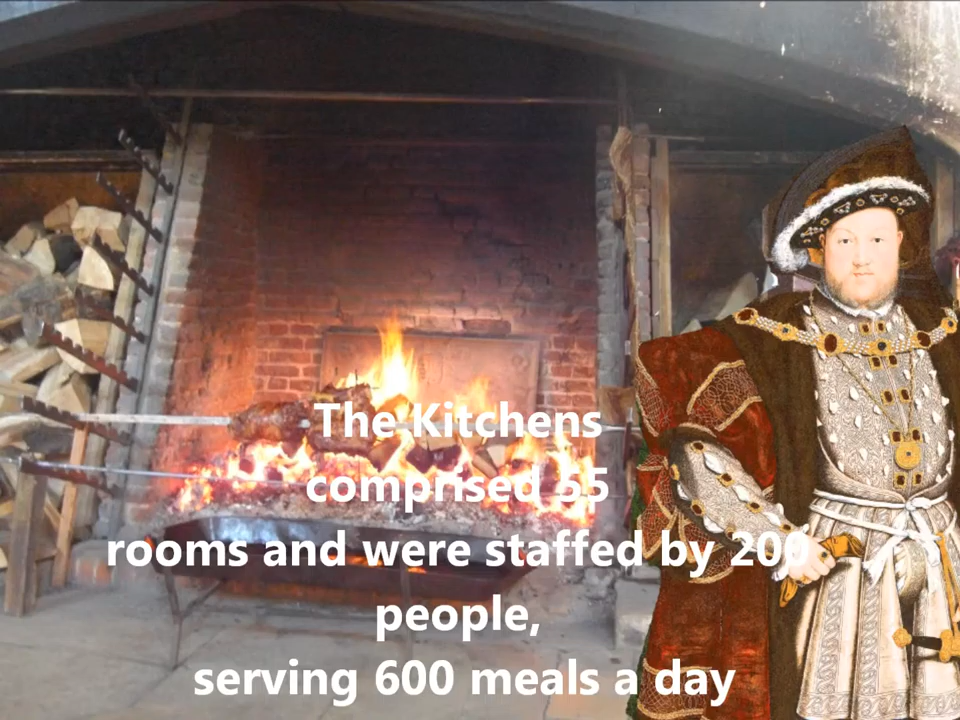 The Kitchens
comprised 55
rooms and were staffed by 200
people,
serving 600 meals a day